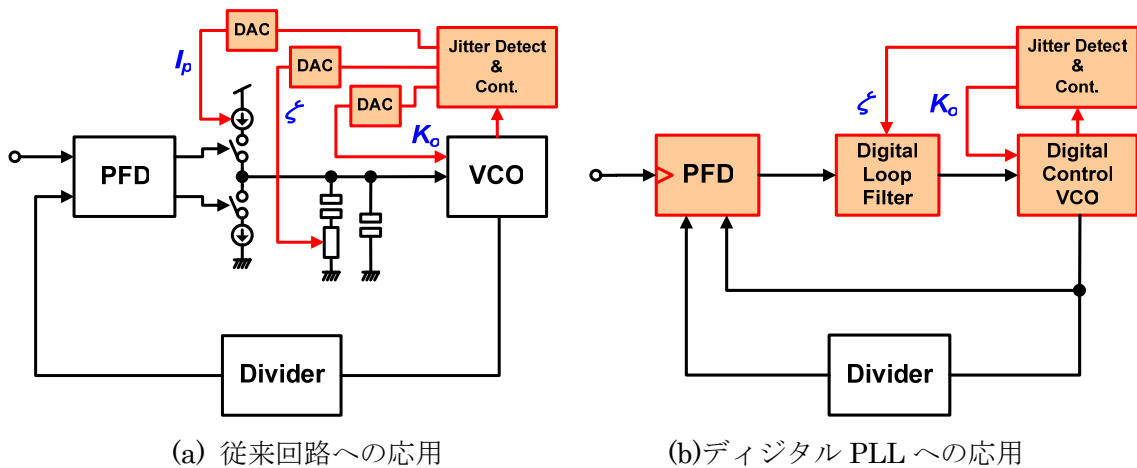 DAC
Jitter Detect
&
Cont.
DAC
DAC
Ip
ζ
Ko
PFD
VCO
Divider
(a) 従来回路への応用
Jitter Detect
&
Cont.
ζ
Ko
PFD
Digital
Loop
Filter
Digital
Control
VCO
Divider
(b)ディジタル PLL への応用